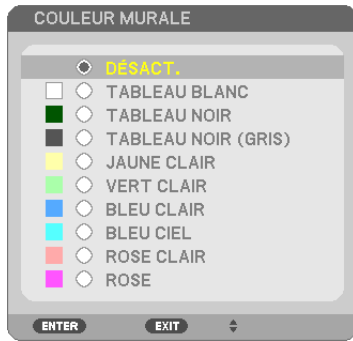 COULEUR MURALE
DÉSACT.
TABLEAU BLANC
TABLEAU NOIR
TABLEAU NOIR (GRIS)
JAUNE CLAIR
VERT CLAIR
BLEU CLAIR
BLEU CIEL
ROSE CLAIR
ROSE
ENTER EXIT